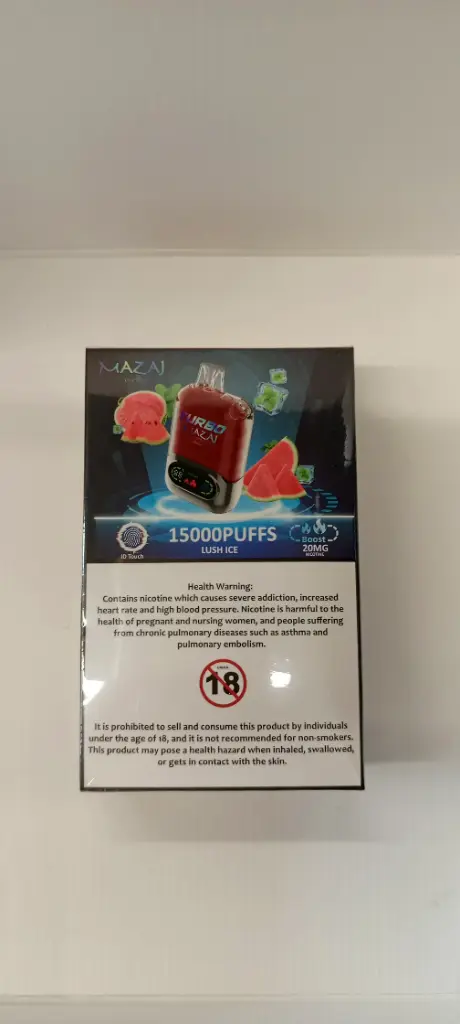 MAZAJ
TURBO
MAZAJ
15000PUFFS
LUSH ICE
ID Touch
Boost
20MG
NICOTINE
Health Warning:
Contains nicotine which causes severe addiction, increased
heart rate and high blood pressure. Nicotine is harmful to the
health of pregnant and nursing women, and people suffering
from chronic pulmonary diseases such as asthma and
pulmonary embolism.
18
It is prohibited to sell and consume this product by individuals
under the age of 18, and it is not recommended for non-smokers.
This product may pose a health hazard when inhaled, swallowed,
or gets in contact with the skin.